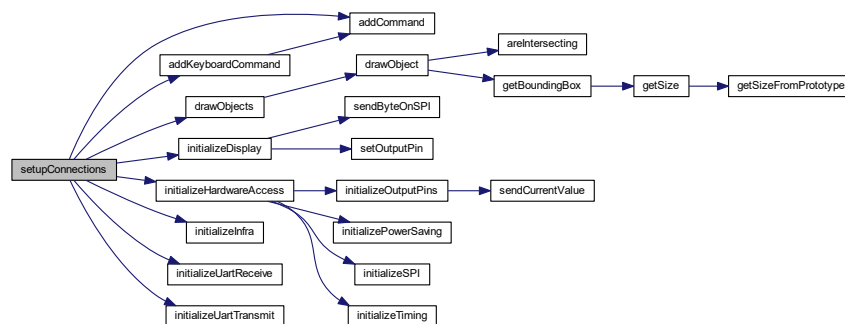 addCommand
areIntersecting
addKeyboardCommand
drawObject
getBoundingBox
getSize
getSizeFromPrototype
drawObjects
sendByteOnSPI
initializeDisplay
setOutputPin
setupConnections
initializeHardwareAccess
initializeOutputPins
sendCurrentValue
initializeInfra
initializePowerSaving
initializeUartReceive
initializeSPI
initializeUartTransmit
initializeTiming